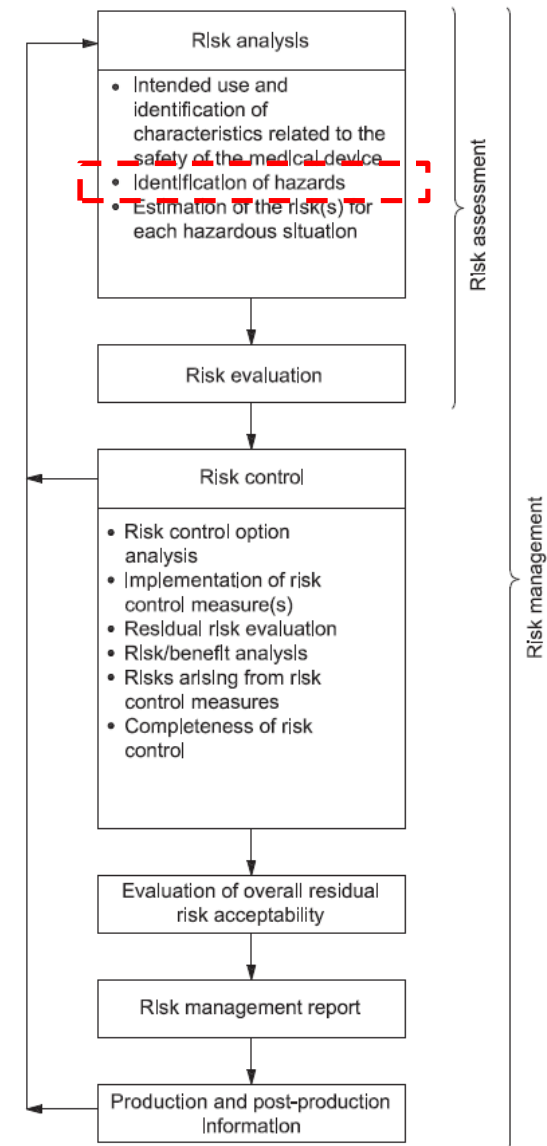 Risk analysis
• Intended use and
identification of
characteristics related to the
safety of the medical device
• Identification of hazards
• Estimation of the risk(s) for
each hazardous situation
Risk assessment
Risk evaluation
Risk control
• Risk control option
analysis
• Implementation of risk
control measure(s)
• Residual risk evaluation
• Risk/benefit analysis
• Risks arising from risk
control measures
• Completeness of risk
control
Risk management
Evaluation of overall residual
risk acceptability
Risk management report
Production and post-production
information